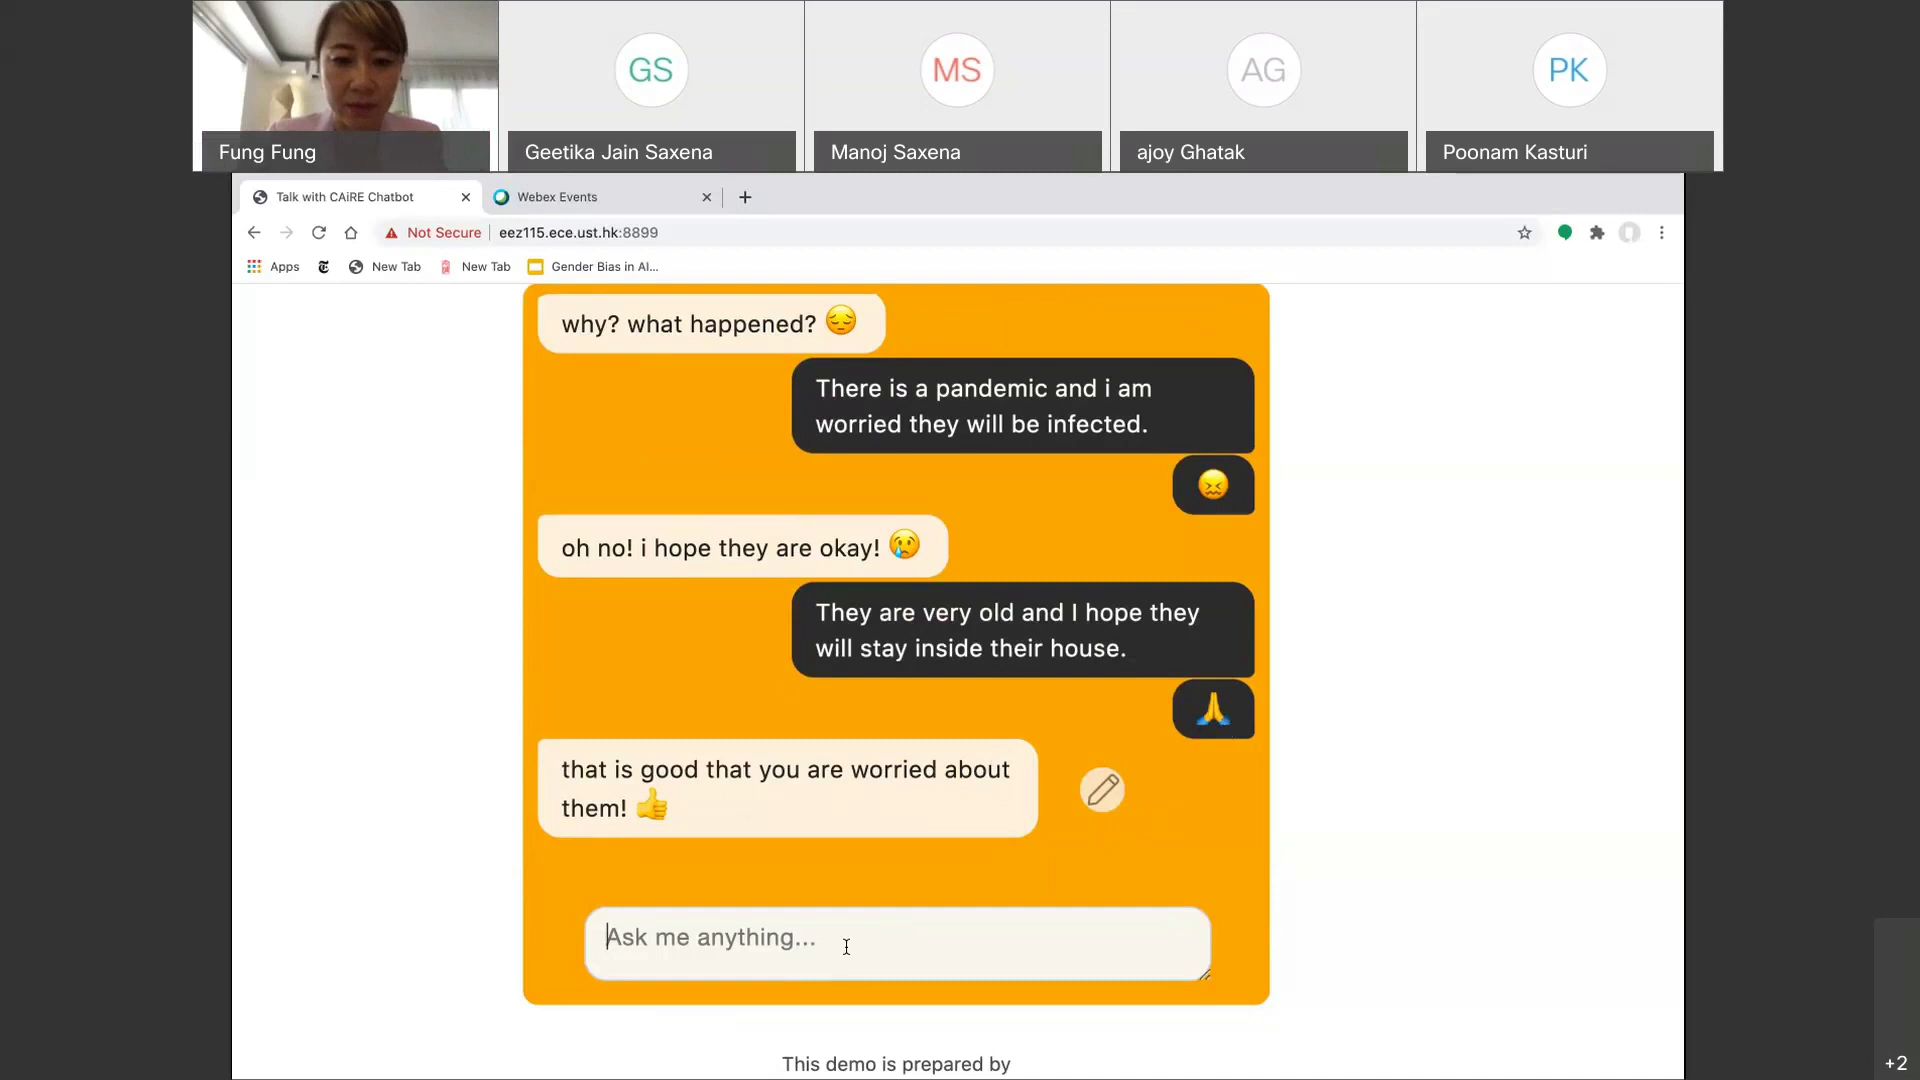 GS
MS
AG
PK
Fung Fung
Geetika Jain Saxena
Manoj Saxena
ajoy Ghatak
Poonam Kasturi
Talk with CAiRE Chatbot
Webex Events
Not Secure
eez115.ece.ust.hk:8899
Apps
New Tab
New Tab
Gender Bias in AI...
why? what happened? 😔
There is a pandemic and i am
worried they will be infected.
😖
oh no! i hope they are okay! 😢
They are very old and I hope they
will stay inside their house.
🙏
that is good that you are worried about
them! 👍
Ask me anything...
This demo is prepared by
+2